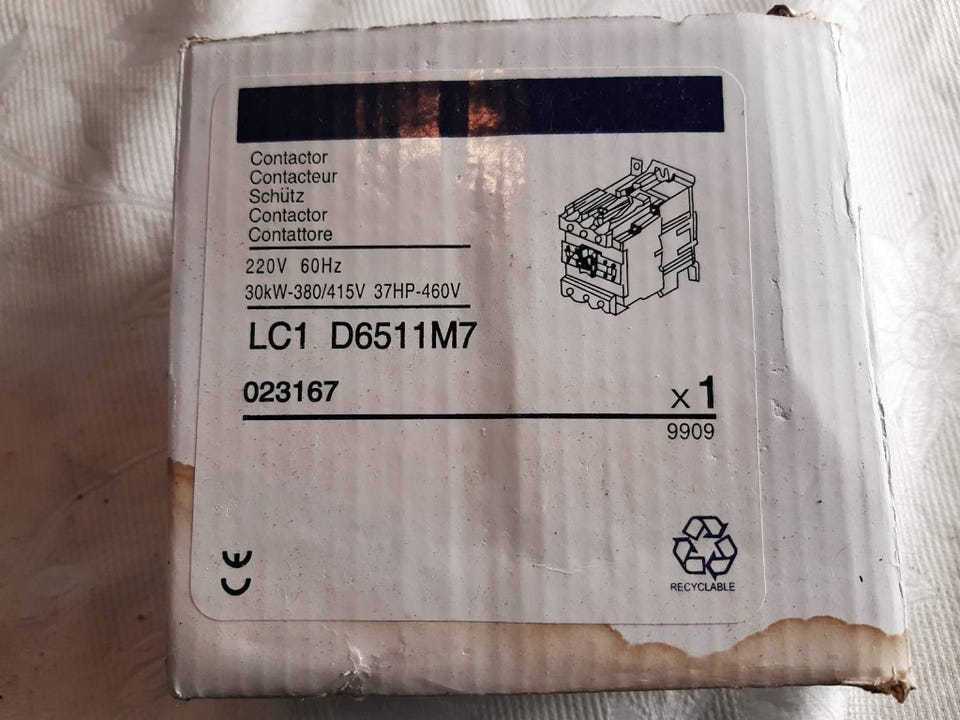 Contactor
Contacteur
Schütz
Contactor
Contattore
220V 60Hz
30kW-380/415V 37HP-460V
LC1 D6511M7
023167
x 1
9909
CE
RECYCLABLE